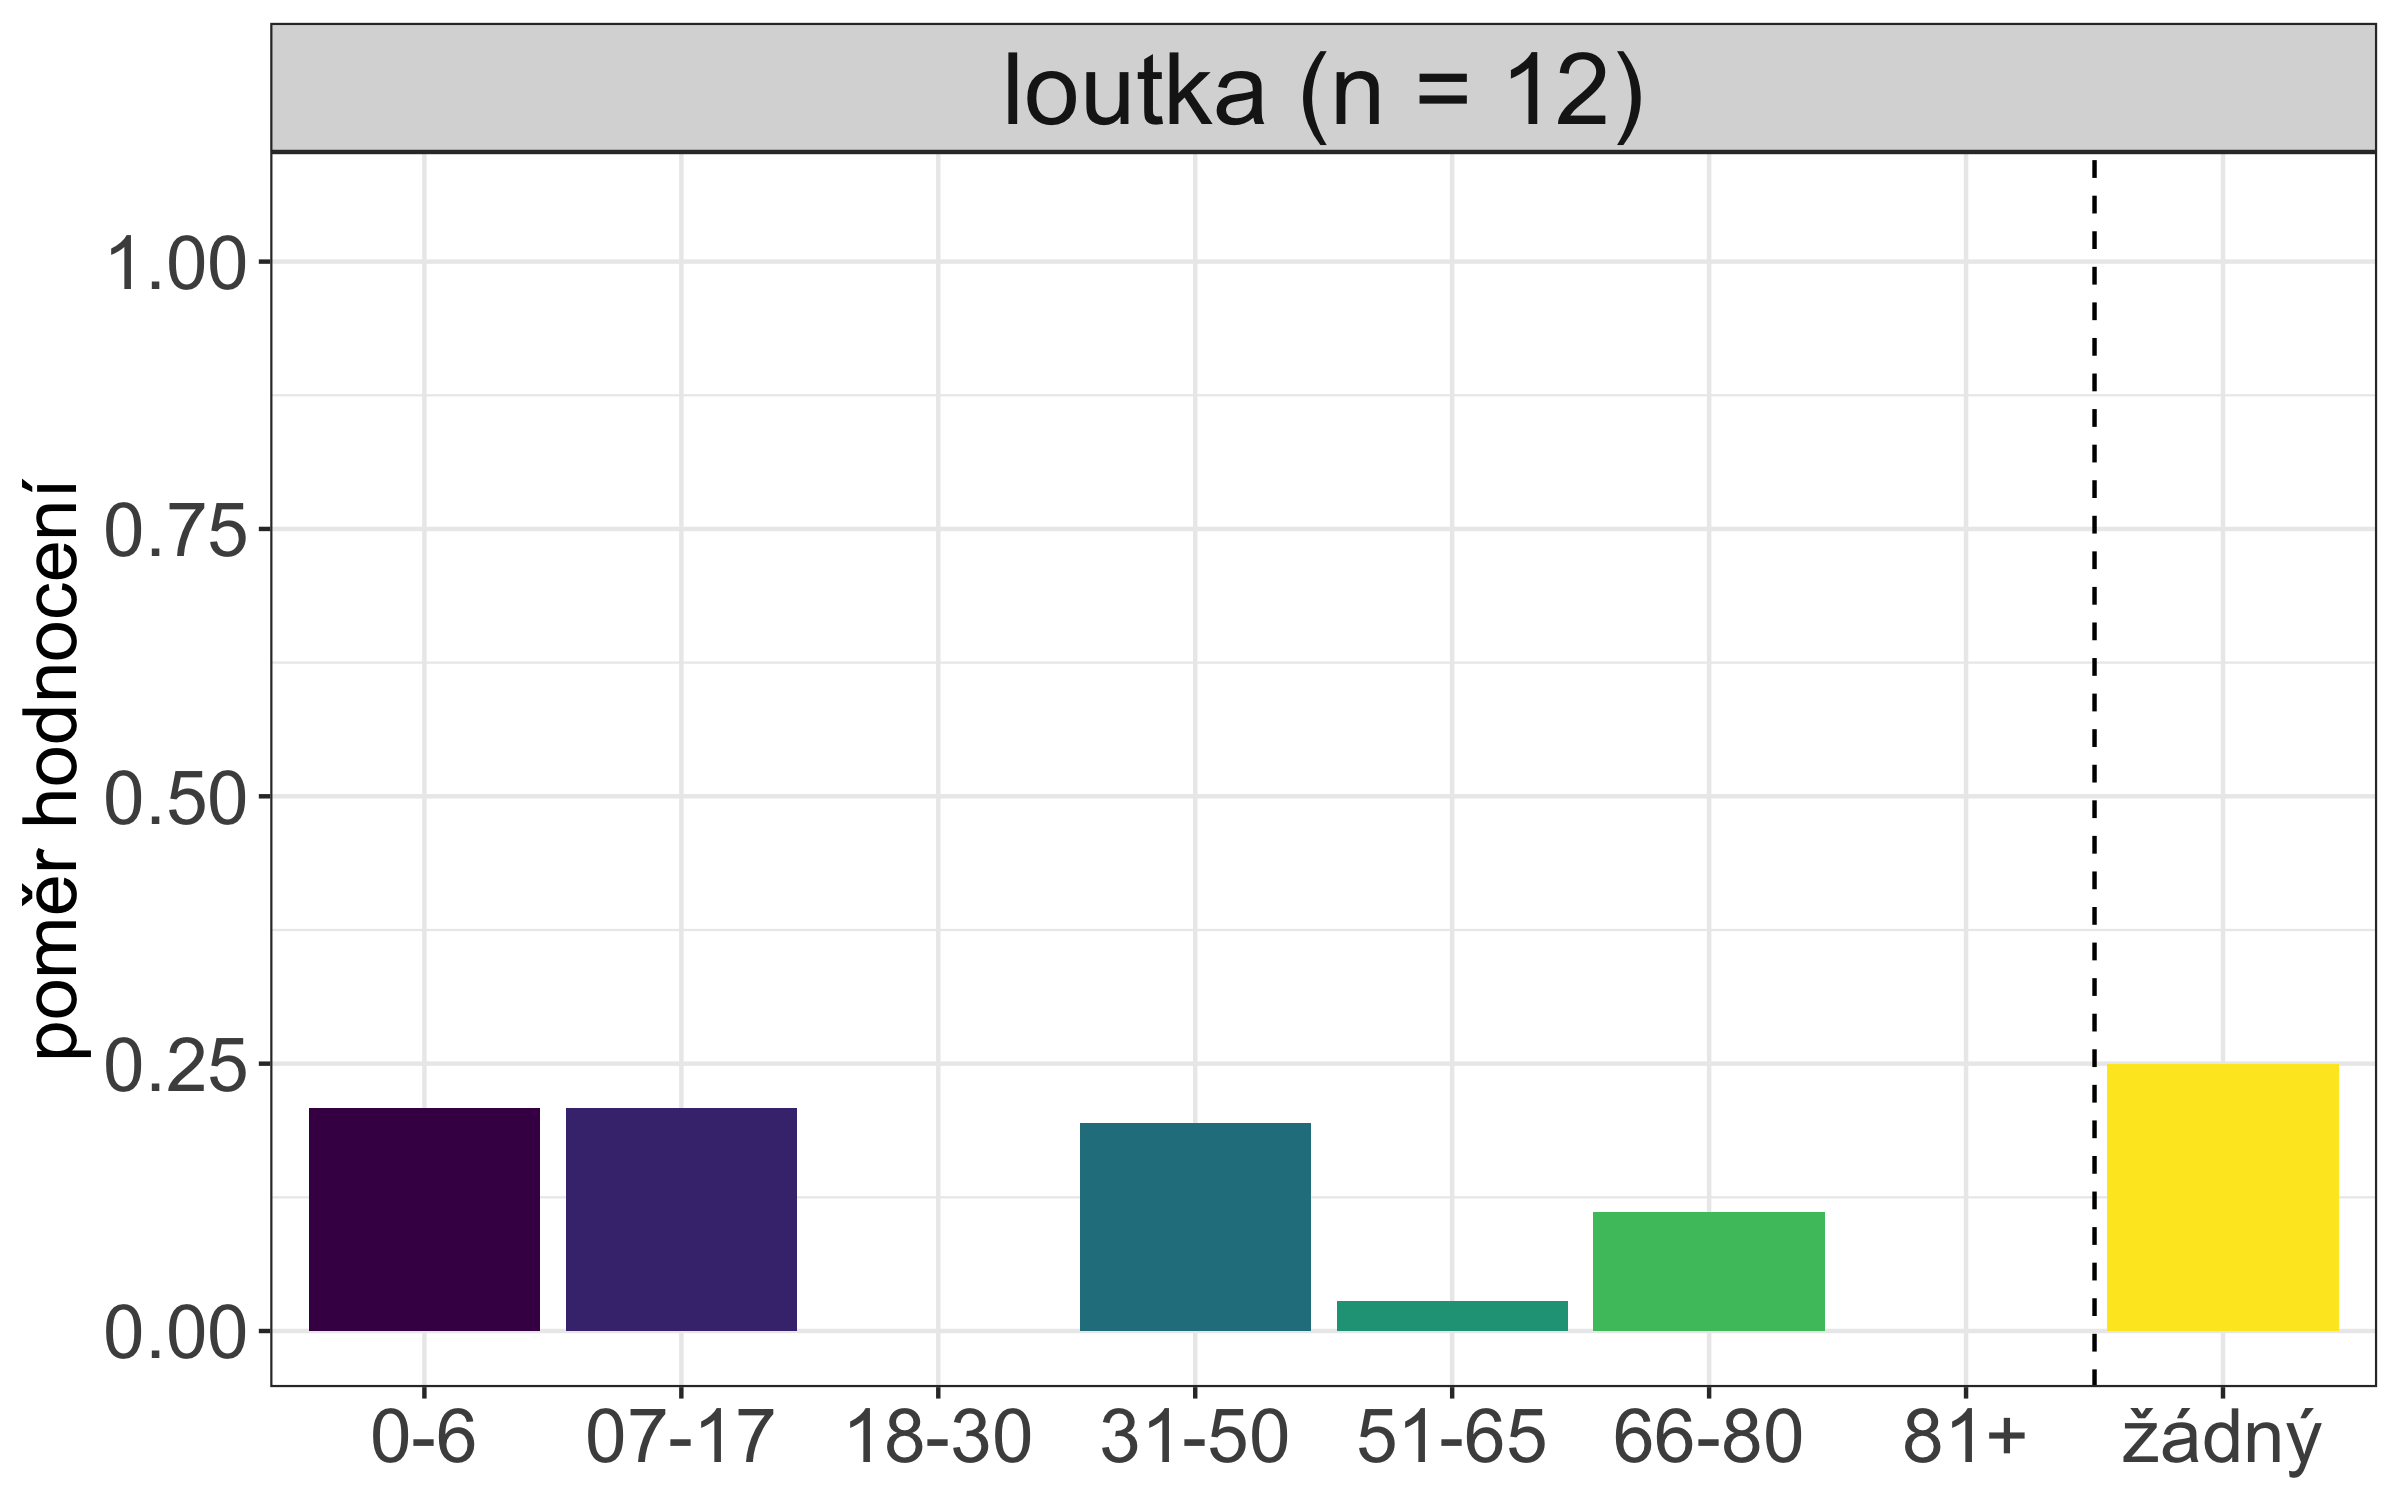 loutka (n = 12)
poměr hodnocení
1.00
0.75
0.50
0.25
0.00
0-6 07-17 18-30 31-50 51-65 66-80 81+ žádný